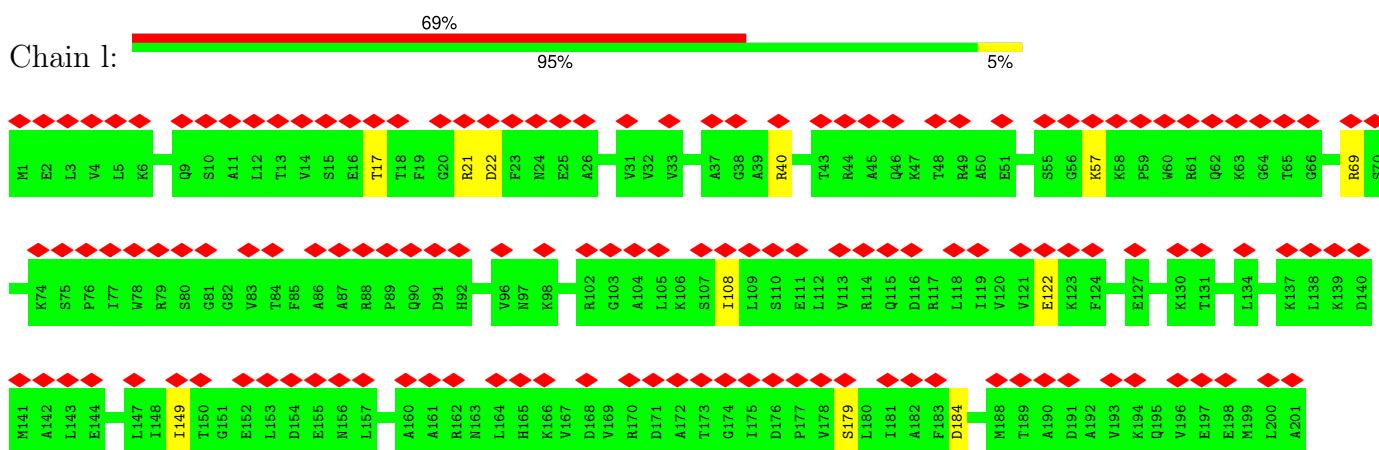 69%
Chain l:
95% 5%
M1 E2 L3 V4 L5 K6 Q9 S10 A11 L12 T13 V14 S15 E16 T17 T18 F19 G20 R21 D22 F23 N24 E25 A26 V31 V32 V33 A37 G38 A39 R40 T43 R44 A45 Q46 K47 T48 R49 A50 E51 S55 G56 K57 K58 P59 W60 R61 Q62 K63 G64 T65 G66 R69 S70
K74 S75 P76 I77 W78 R79 S80 G81 G82 V83 T84 F85 A86 A87 R88 P89 Q90 D91 H92 V96 N97 K98 R102 G103 A104 L105 K106 S107 I108 L109 S110 E111 L112 V113 R114 Q115 D116 R117 L118 I119 V120 V121 E122 K123 F124 E127 K130 T131 L134 K137 L138 K139 D140
M141 A142 L143 E144 L147 I148 I149 T150 G151 E152 L153 D154 E155 N156 L157 A160 A161 R162 N163 L164 H165 K166 V167 D168 V169 R170 D171 A172 T173 G174 I175 D176 P177 V178 S179 L180 I181 A182 F183 D184 M188 T189 A190 D191 A192 V193 K194 Q195 V196 E197 E198 M199 L200 A201